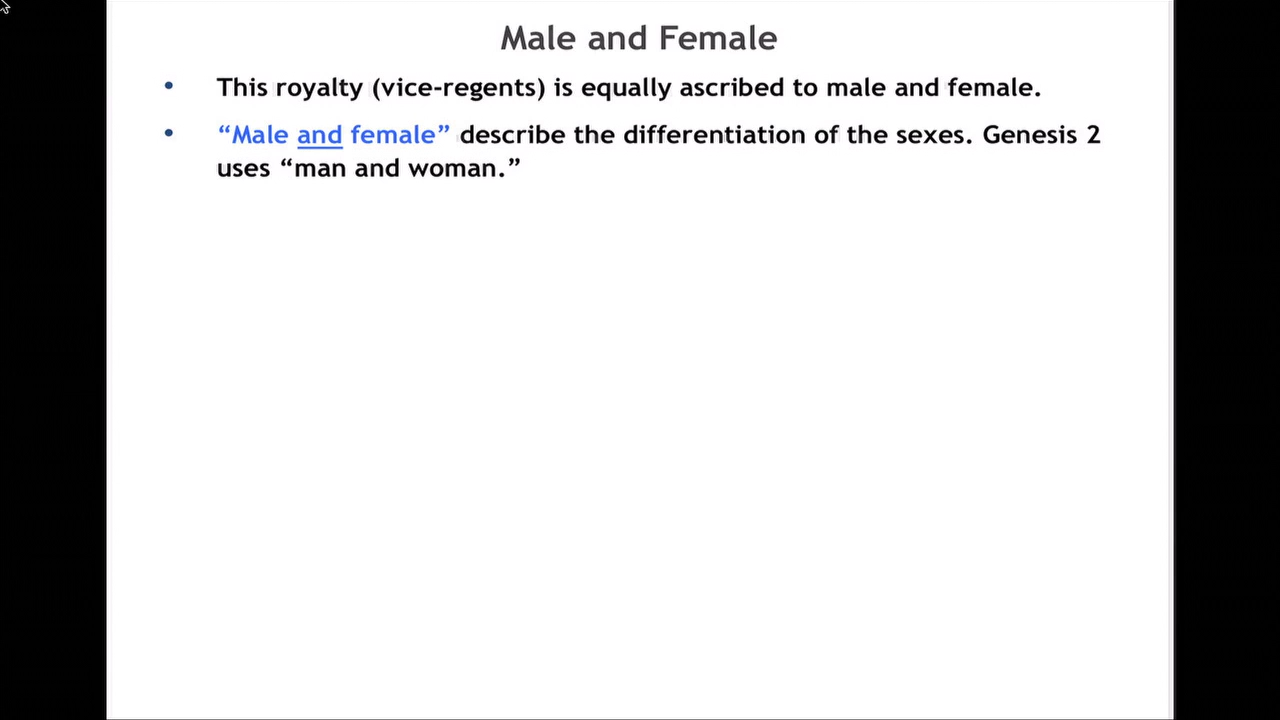 Male and Female
• This royalty (vice-regents) is equally ascribed to male and female.
• “Male and female” describe the differentiation of the sexes. Genesis 2
uses “man and woman.”